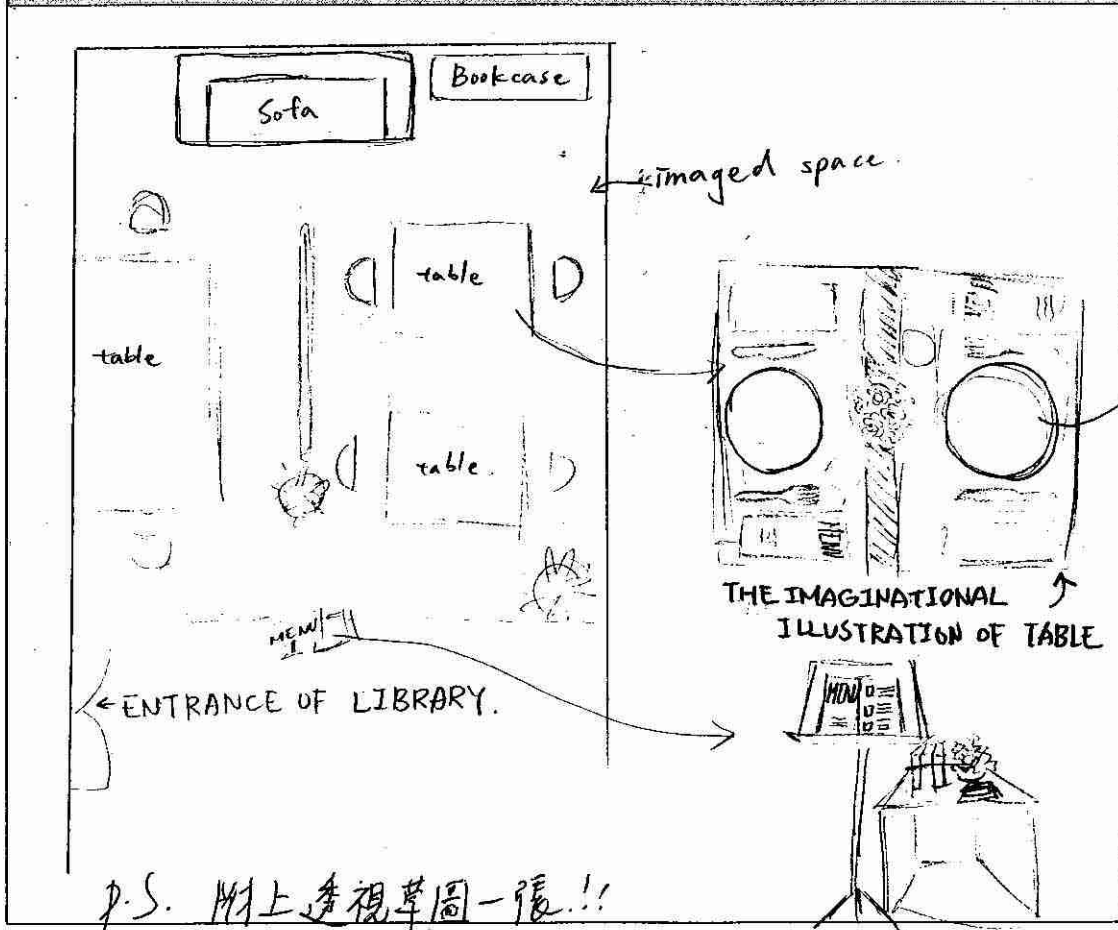 Bookcase
Sofa
imaged space.
table
table
table.
MENU
MENU
MENU
THE IMAGINATIONAL
ILLUSTRATION OF TABLE
MENU
← ENTRANCE OF LIBRARY.
P.S. 附上透視草圖一張!!